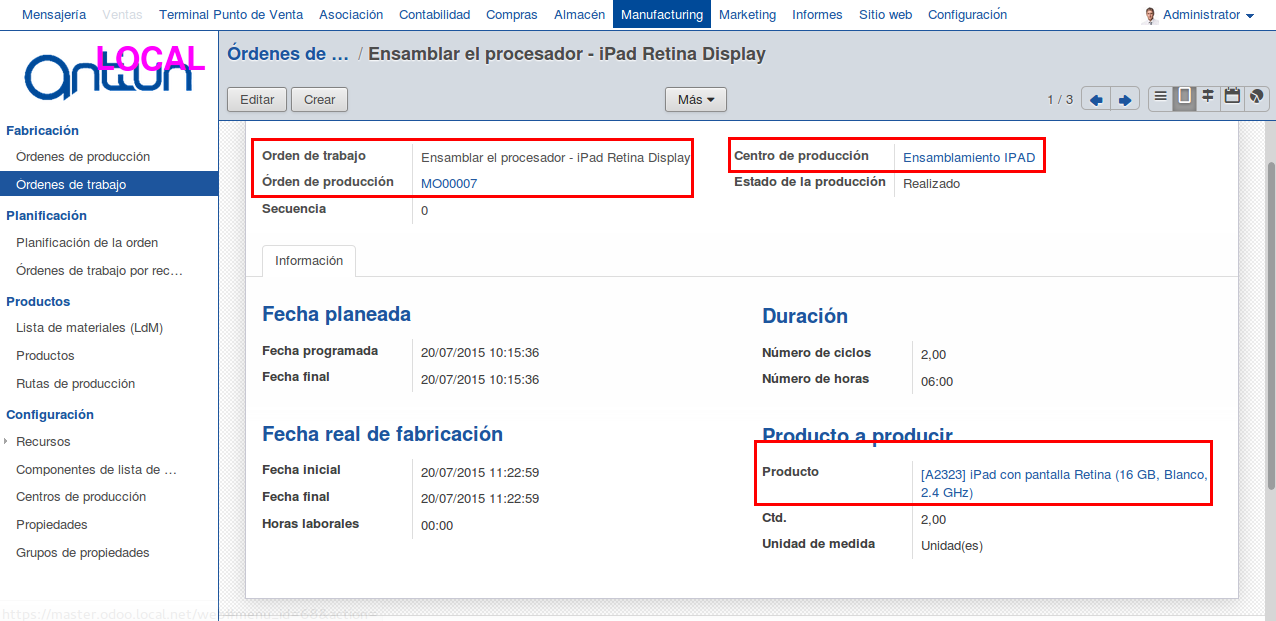 Mensajería Ventas Terminal Punto de Venta Asociación Contabilidad Compras Almacén Manufacturing Marketing Informes Sitio web Configuración Administrator
antiun
LOCAL
Órdenes de ... / Ensamblar el procesador - iPad Retina Display
Editar Crear Más 1 / 3
Fabricación
Ordenes de producción
Órdenes de trabajo
Planificación
Planificación de la orden
Órdenes de trabajo por rec...
Productos
Lista de materiales (LdM)
Productos
Rutas de producción
Configuración
Recursos
Componentes de lista de ...
Centros de producción
Propiedades
Grupos de propiedades
Orden de trabajo Ensamblar el procesador - iPad Retina Display
Órden de producción MO00007
Secuencia 0
Centro de producción Ensamblamiento IPAD
Estado de la producción Realizado
Información
Fecha planeada
Fecha programada 20/07/2015 10:15:36
Fecha final 20/07/2015 10:15:36
Duración
Número de ciclos 2,00
Número de horas 06:00
Fecha real de fabricación
Fecha inicial 20/07/2015 11:22:59
Fecha final 20/07/2015 11:22:59
Horas laborales 00:00
Producto a producir
Producto [A2323] iPad con pantalla Retina (16 GB, Blanco,
2.4 GHz)
Ctd. 2,00
Unidad de medida Unidad(es)
https://master.odoo.local.net/web#menu_id=68&action=